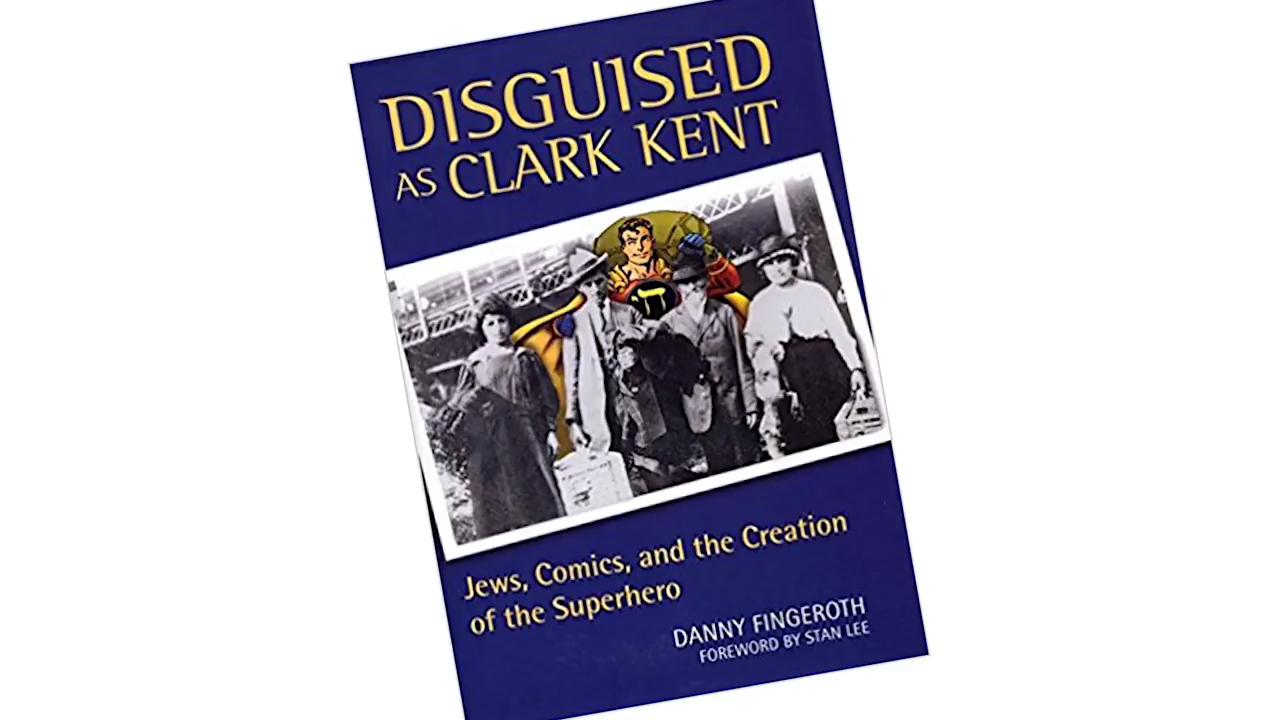 DISGUISED
AS CLARK KENT
ח
Jews, Comics, and the Creation
of the Superhero
DANNY FINGEROTH
FOREWORD BY STAN LEE